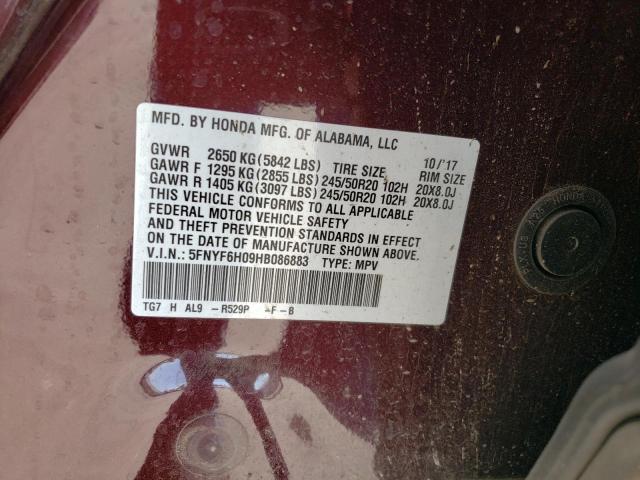 MFD. BY HONDA MFG. OF ALABAMA, LLC
GVWR 2650 KG (5842 LBS) TIRE SIZE 10/'17 RIM SIZE
GAWR F 1295 KG (2855 LBS) 245/50R20 102H 20X8.0J
GAWR R 1405 KG (3097 LBS) 245/50R20 102H 20X8.0J
THIS VEHICLE CONFORMS TO ALL APPLICABLE
FEDERAL MOTOR VEHICLE SAFETY
AND THEFT PREVENTION STANDARDS IN EFFECT
ON THE DATE OF MANUFACTURE SHOWN ABOVE.
V.I.N.: 5FNYF6H09HB086883 TYPE: MPV
TG7 H AL9 -R529P -F-B
HONDA